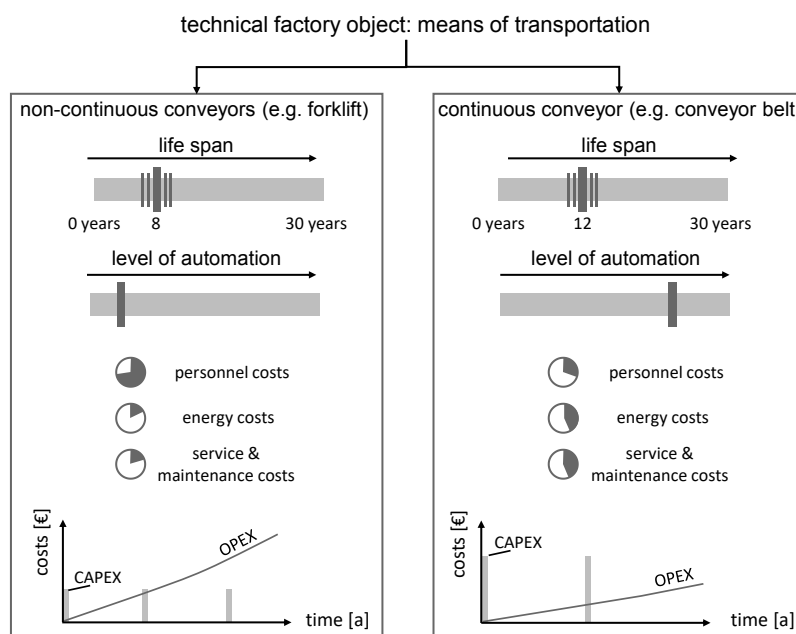 technical factory object: means of transportation
non-continuous conveyors (e.g. forklift)
life span
0 years
8
30 years
level of automation
personnel costs
energy costs
service &
maintenance costs
costs [€]
CAPEX
OPEX
time [a]
continuous conveyor (e.g. conveyor belt
life span
0 years
12
30 years
level of automation
personnel costs
energy costs
service &
maintenance costs
costs [€]
CAPEX
OPEX
time [a]